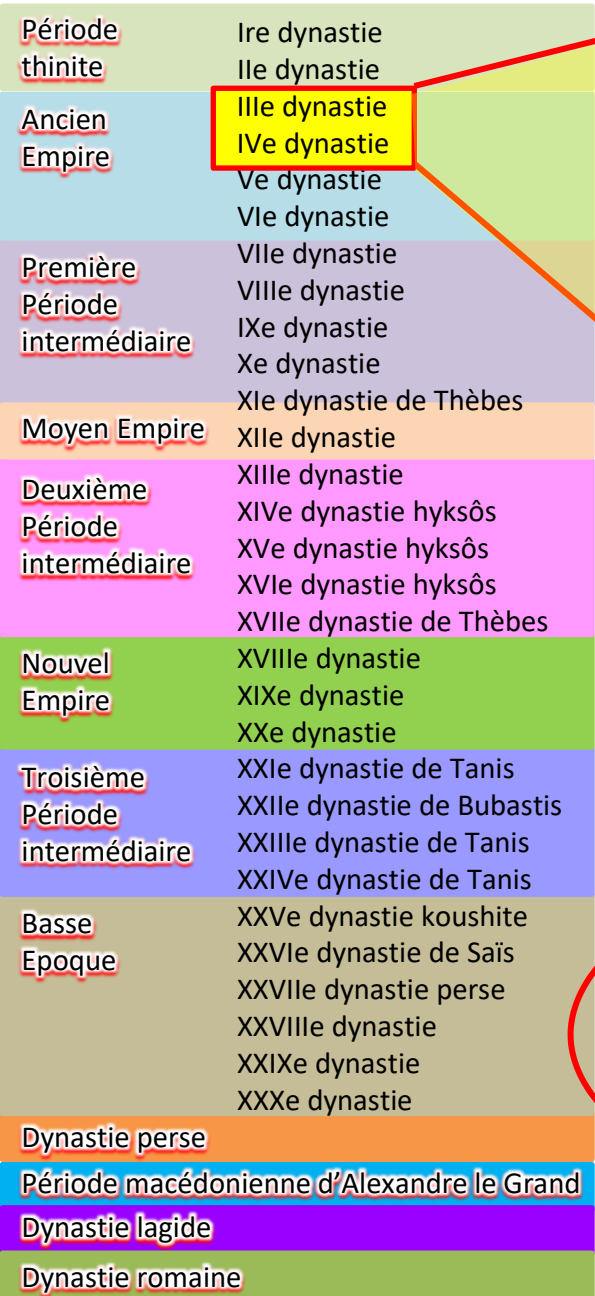 Période
thinite
Ire dynastie
IIe dynastie
Ancien
Empire
IIIe dynastie
IVe dynastie
Ve dynastie
VIe dynastie
Première
Période
intermédiaire
VIIe dynastie
VIIIe dynastie
IXe dynastie
Xe dynastie
XIe dynastie de Thèbes
Moyen Empire
XIIe dynastie
Deuxième
Période
intermédiaire
XIIIe dynastie
XIVe dynastie hyksôs
XVe dynastie hyksôs
XVIe dynastie hyksôs
XVIIe dynastie de Thèbes
Nouvel
Empire
XVIIIe dynastie
XIXe dynastie
XXe dynastie
Troisième
Période
intermédiaire
XXIe dynastie de Tanis
XXIIe dynastie de Bubastis
XXIIIe dynastie de Tanis
XXIVe dynastie de Tanis
Basse
Epoque
XXVe dynastie koushite
XXVIe dynastie de Saïs
XXVIIe dynastie perse
XXVIIIe dynastie
XXIXe dynastie
XXXe dynastie
Dynastie perse
Période macédonienne d’Alexandre le Grand
Dynastie lagide
Dynastie romaine